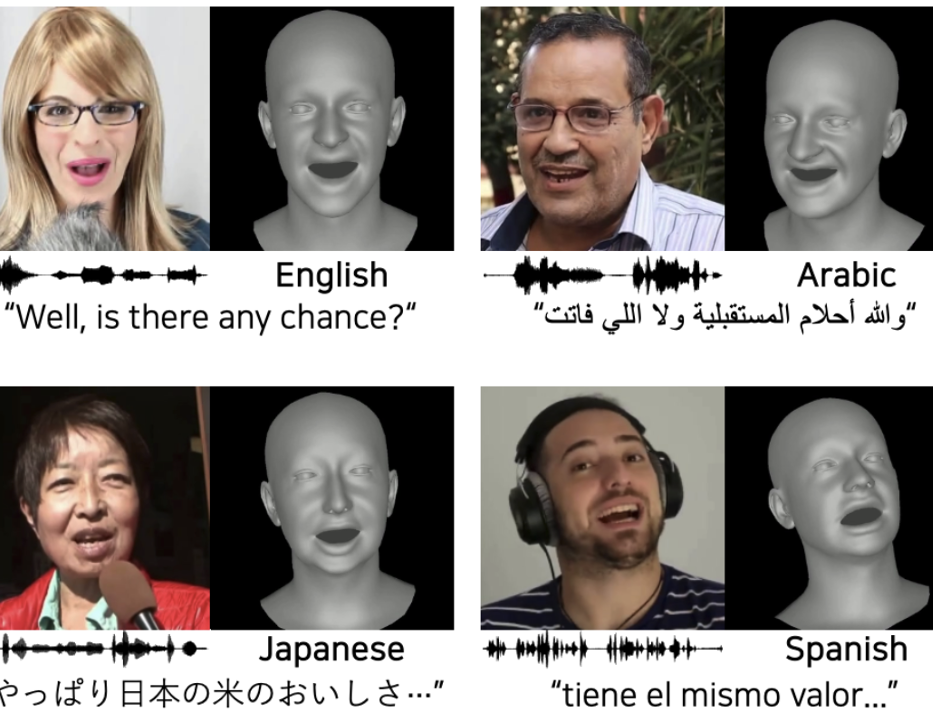 English
Arabic
“Well, is there any chance?“
“والله أحلام المستقبلية ولا اللي فاتت“
Japanese
Spanish
やっぱり日本の米のおいしさ…”
“tiene el mismo valor...”